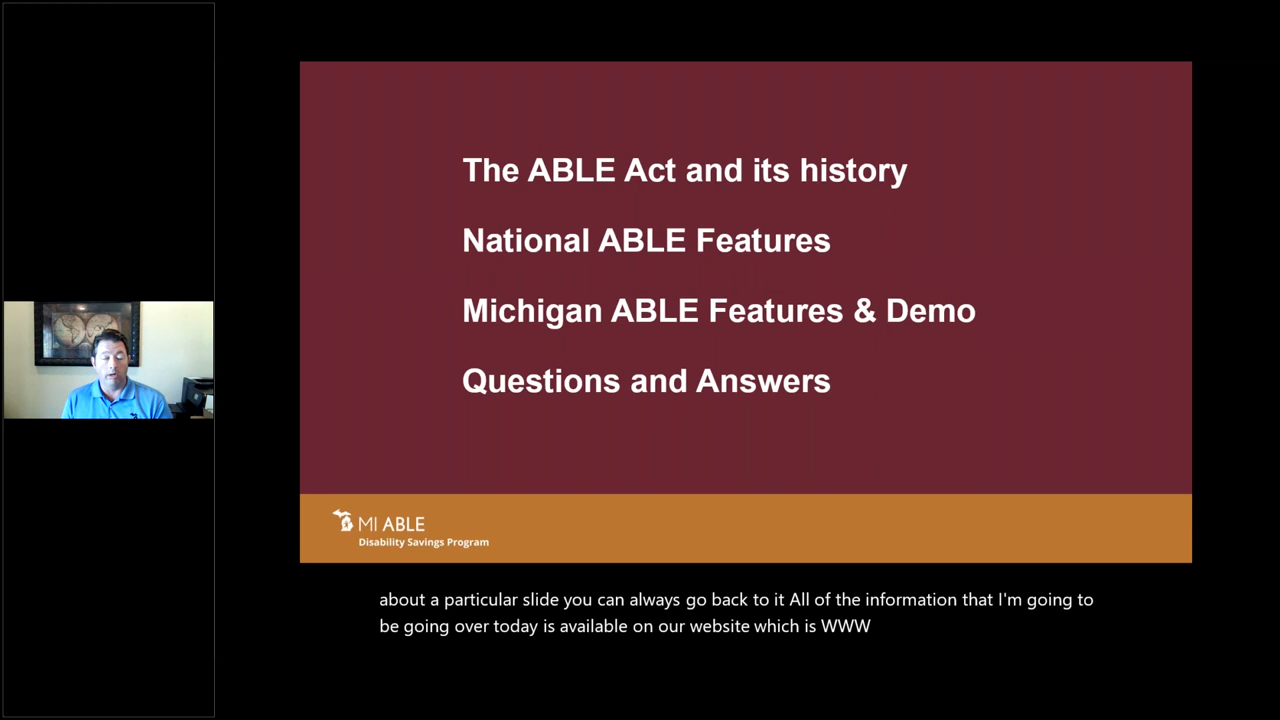 The ABLE Act and its history
National ABLE Features
Michigan ABLE Features & Demo
Questions and Answers
MI ABLE
Disability Savings Program
about a particular slide you can always go back to it All of the information that I'm going to
be going over today is available on our website which is WWW